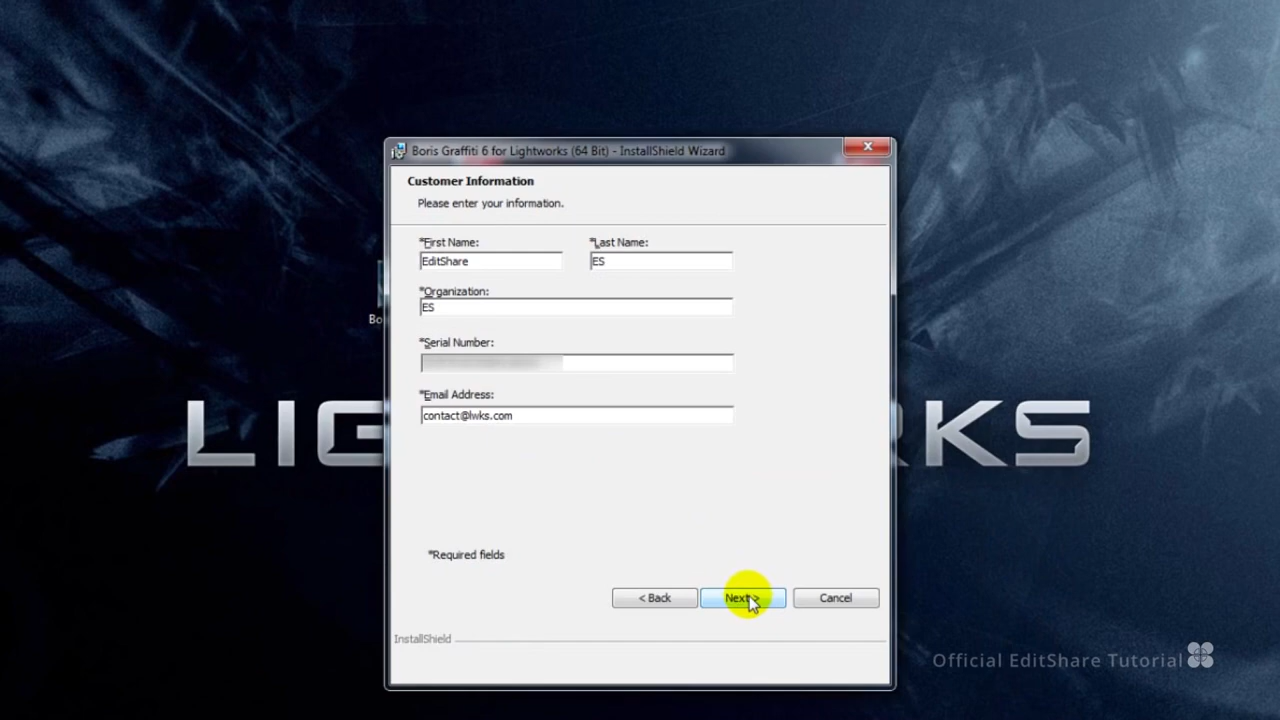 Boris Graffiti 6 for Lightworks (64 Bit) - InstallShield Wizard
Customer Information
Please enter your information.
*First Name: *Last Name:
EditShare ES
*Organization:
ES
*Serial Number:
*Email Address:
contact@lwks.com
*Required fields
< Back Next > Cancel
InstallShield
Official EditShare Tutorial